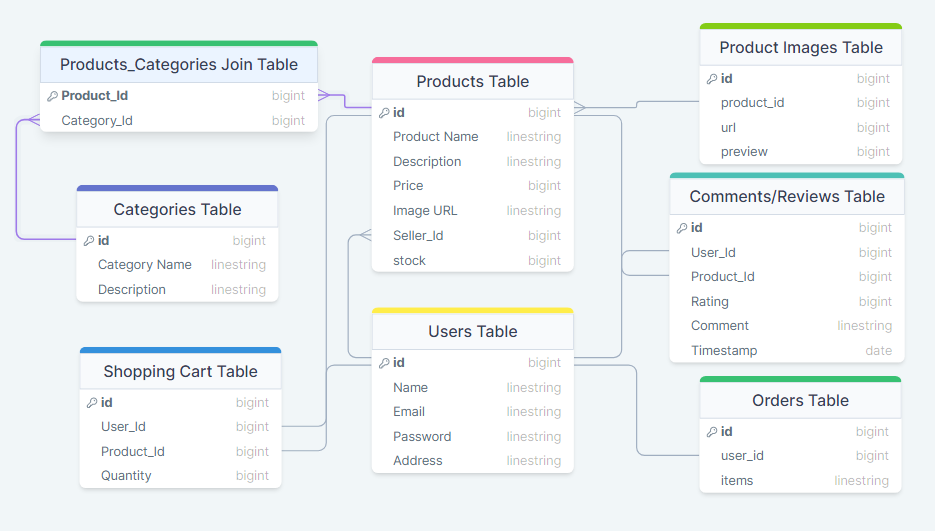 Products_Categories Join Table
Product_Id bigint
Category_Id bigint
Categories Table
id bigint
Category Name linestring
Description linestring
Shopping Cart Table
id bigint
User_Id bigint
Product_Id bigint
Quantity bigint
Products Table
id bigint
Product Name linestring
Description linestring
Price bigint
Image URL linestring
Seller_Id bigint
stock bigint
Users Table
id bigint
Name linestring
Email linestring
Password linestring
Address linestring
Product Images Table
id bigint
product_id bigint
url bigint
preview bigint
Comments/Reviews Table
id bigint
User_Id bigint
Product_Id bigint
Rating bigint
Comment linestring
Timestamp date
Orders Table
id bigint
user_id bigint
items linestring